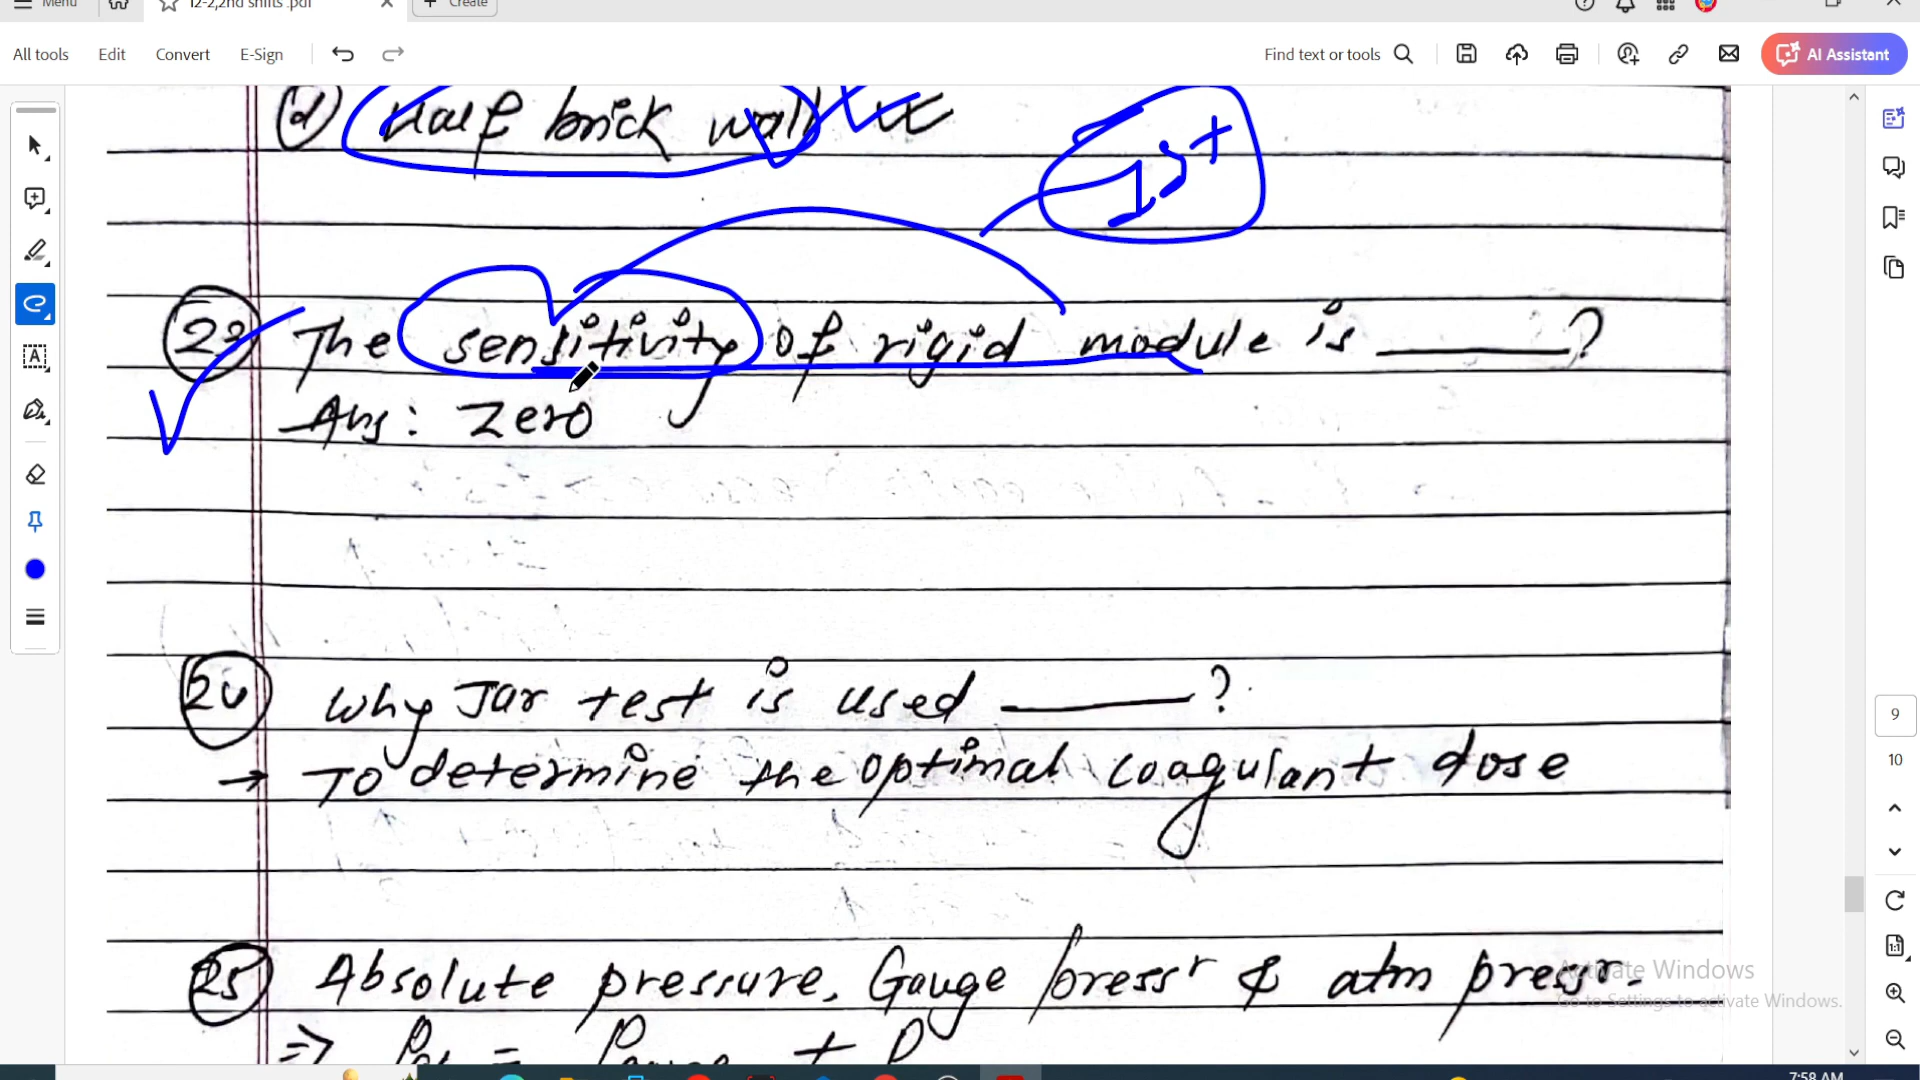 Menu
12-2,2nd shifts .pdf
Create
All tools Edit Convert E-Sign
Find text or tools
AI Assistant
(d) Half brick wall
1st
23 The sensitivity of rigid module is ______?
Ans: Zero
24 Why Jar test is used ______?
→ To determine the optimal coagulant dose
25 Absolute pressure, Gauge press^r & atm press^r.
⇒ P = P + P
9
10
Activate Windows
Go to Settings to activate Windows.
7:58 AM